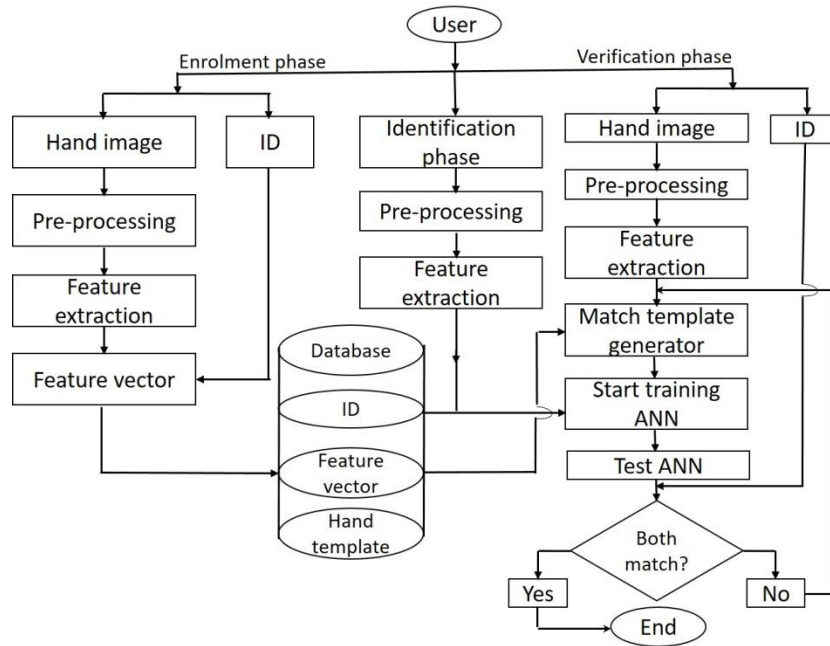 User
Enrolment phase
Verification phase
Hand image
ID
Pre-processing
Feature
extraction
Feature vector
Identification
phase
Pre-processing
Feature
extraction
Database
ID
Feature
vector
Hand
template
Hand image
ID
Pre-processing
Feature
extraction
Match template
generator
Start training
ANN
Test ANN
Both
match?
Yes
No
End